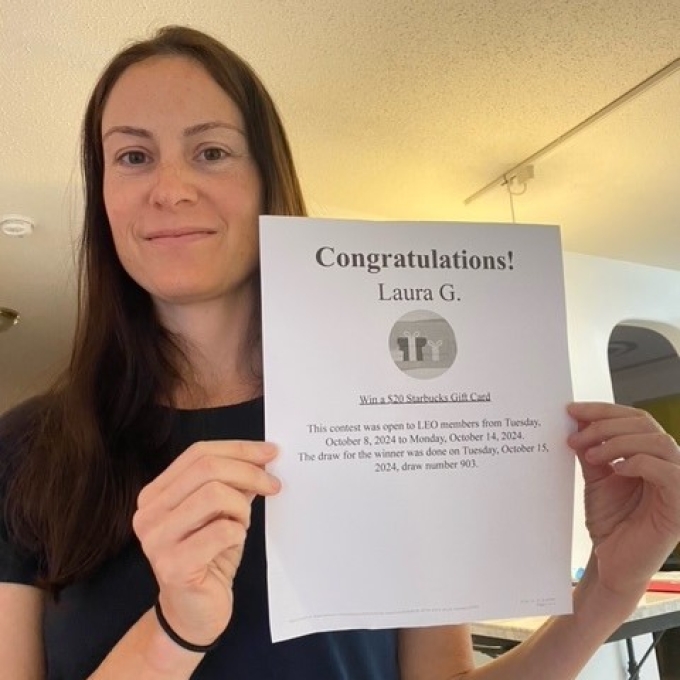 Congratulations!
Laura G.
Win a $20 Starbucks Gift Card
This contest was open to LEO members from Tuesday,
October 8, 2024 to Monday, October 14, 2024.
The draw for the winner was done on Tuesday, October 15,
2024, draw number 903.